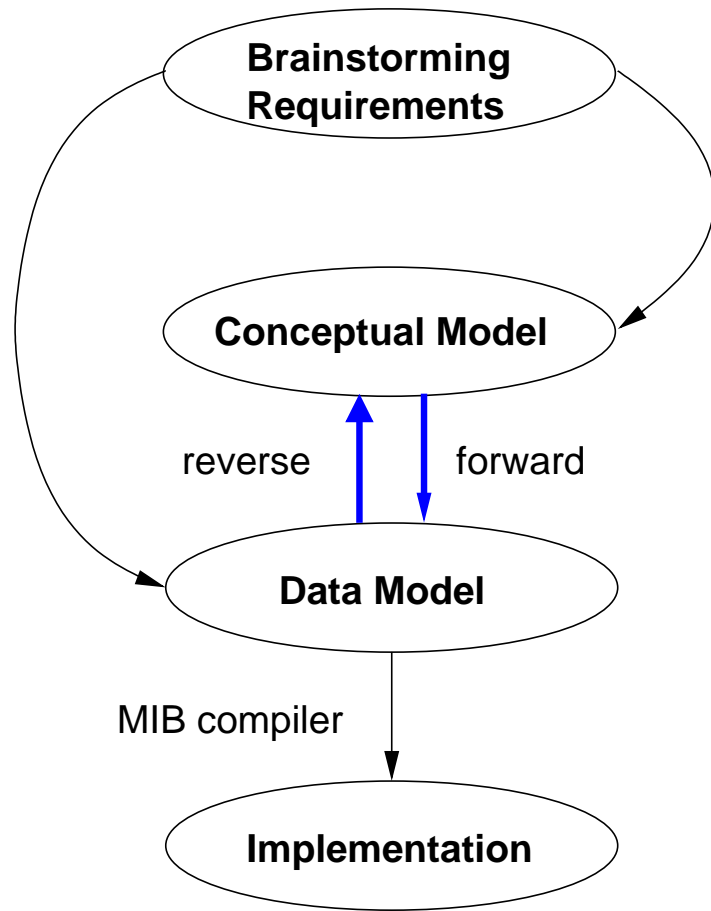 Brainstorming
Requirements
Conceptual Model
reverse
forward
Data Model
MIB compiler
Implementation